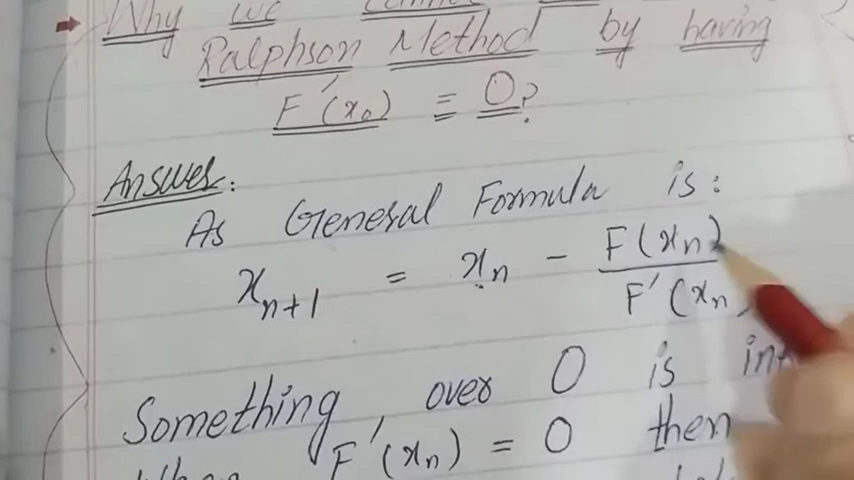 Why we
Ralphson Method by having
F'(x₀) = 0?
Answer:
As General Formula is:
xₙ₊₁ = xₙ - F(xₙ) / F'(xₙ
Something over 0 is
F'(xₙ) = 0 then